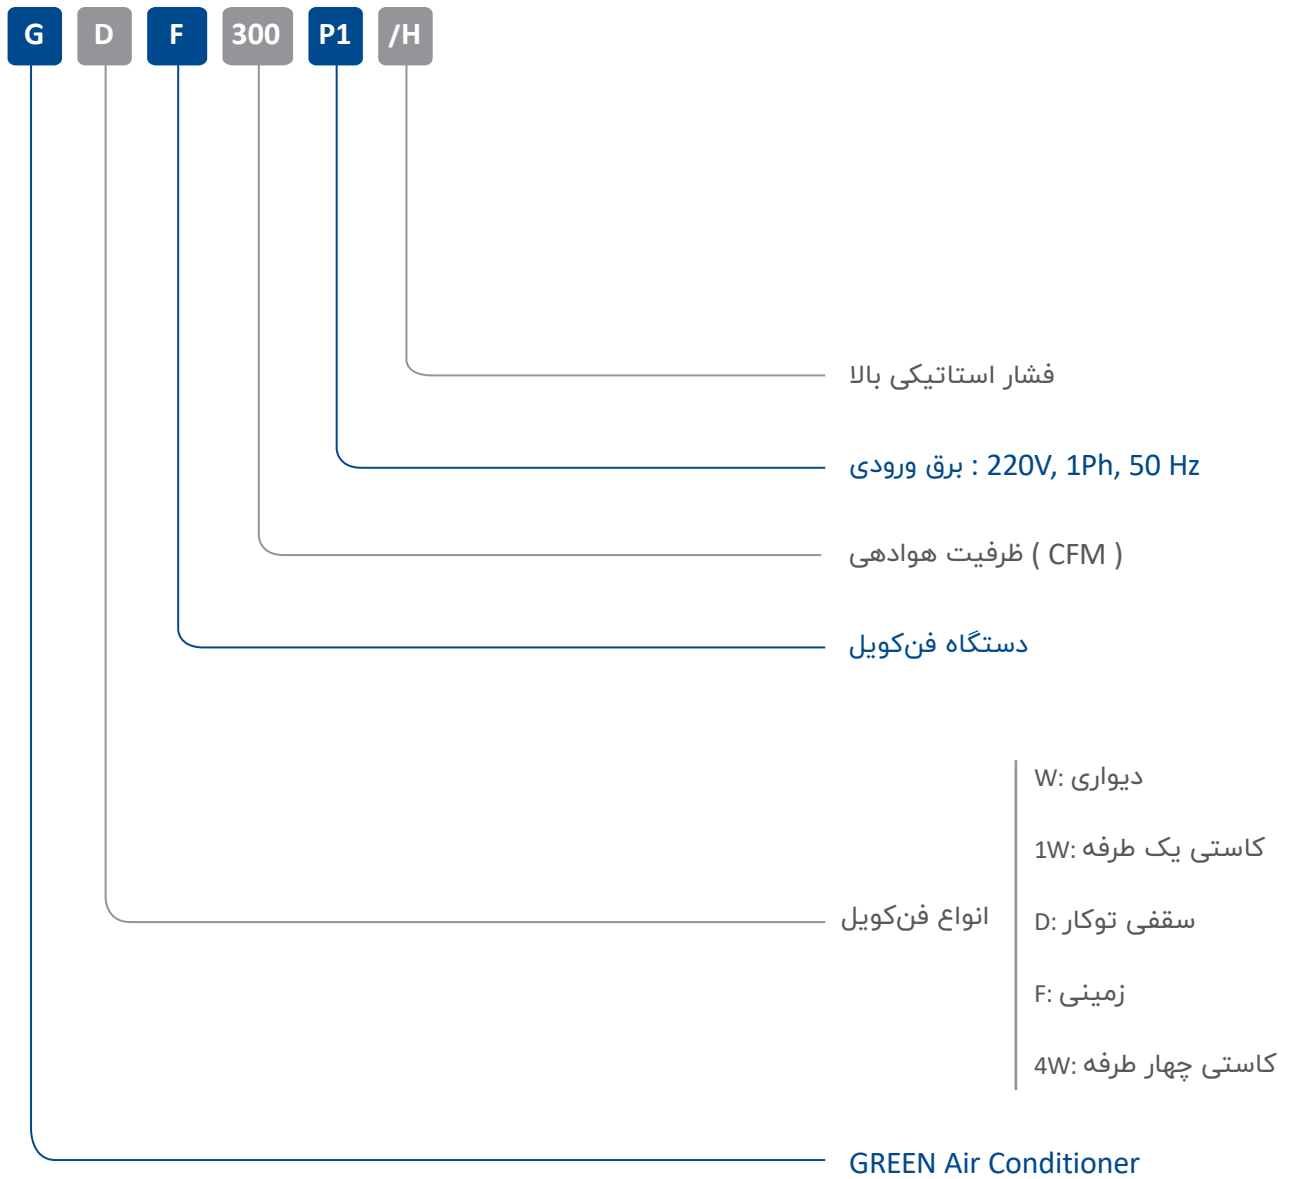 G D F 300 P1 /H
فشار استاتیکی بالا
برق ورودی : 220V, 1Ph, 50 Hz
ظرفیت هوادهی ( CFM )
دستگاه فن‌کویل
انواع فن‌کویل
W: دیواری
1W: کاستی یک طرفه
D: سقفی توکار
F: زمینی
4W: کاستی چهار طرفه
GREEN Air Conditioner